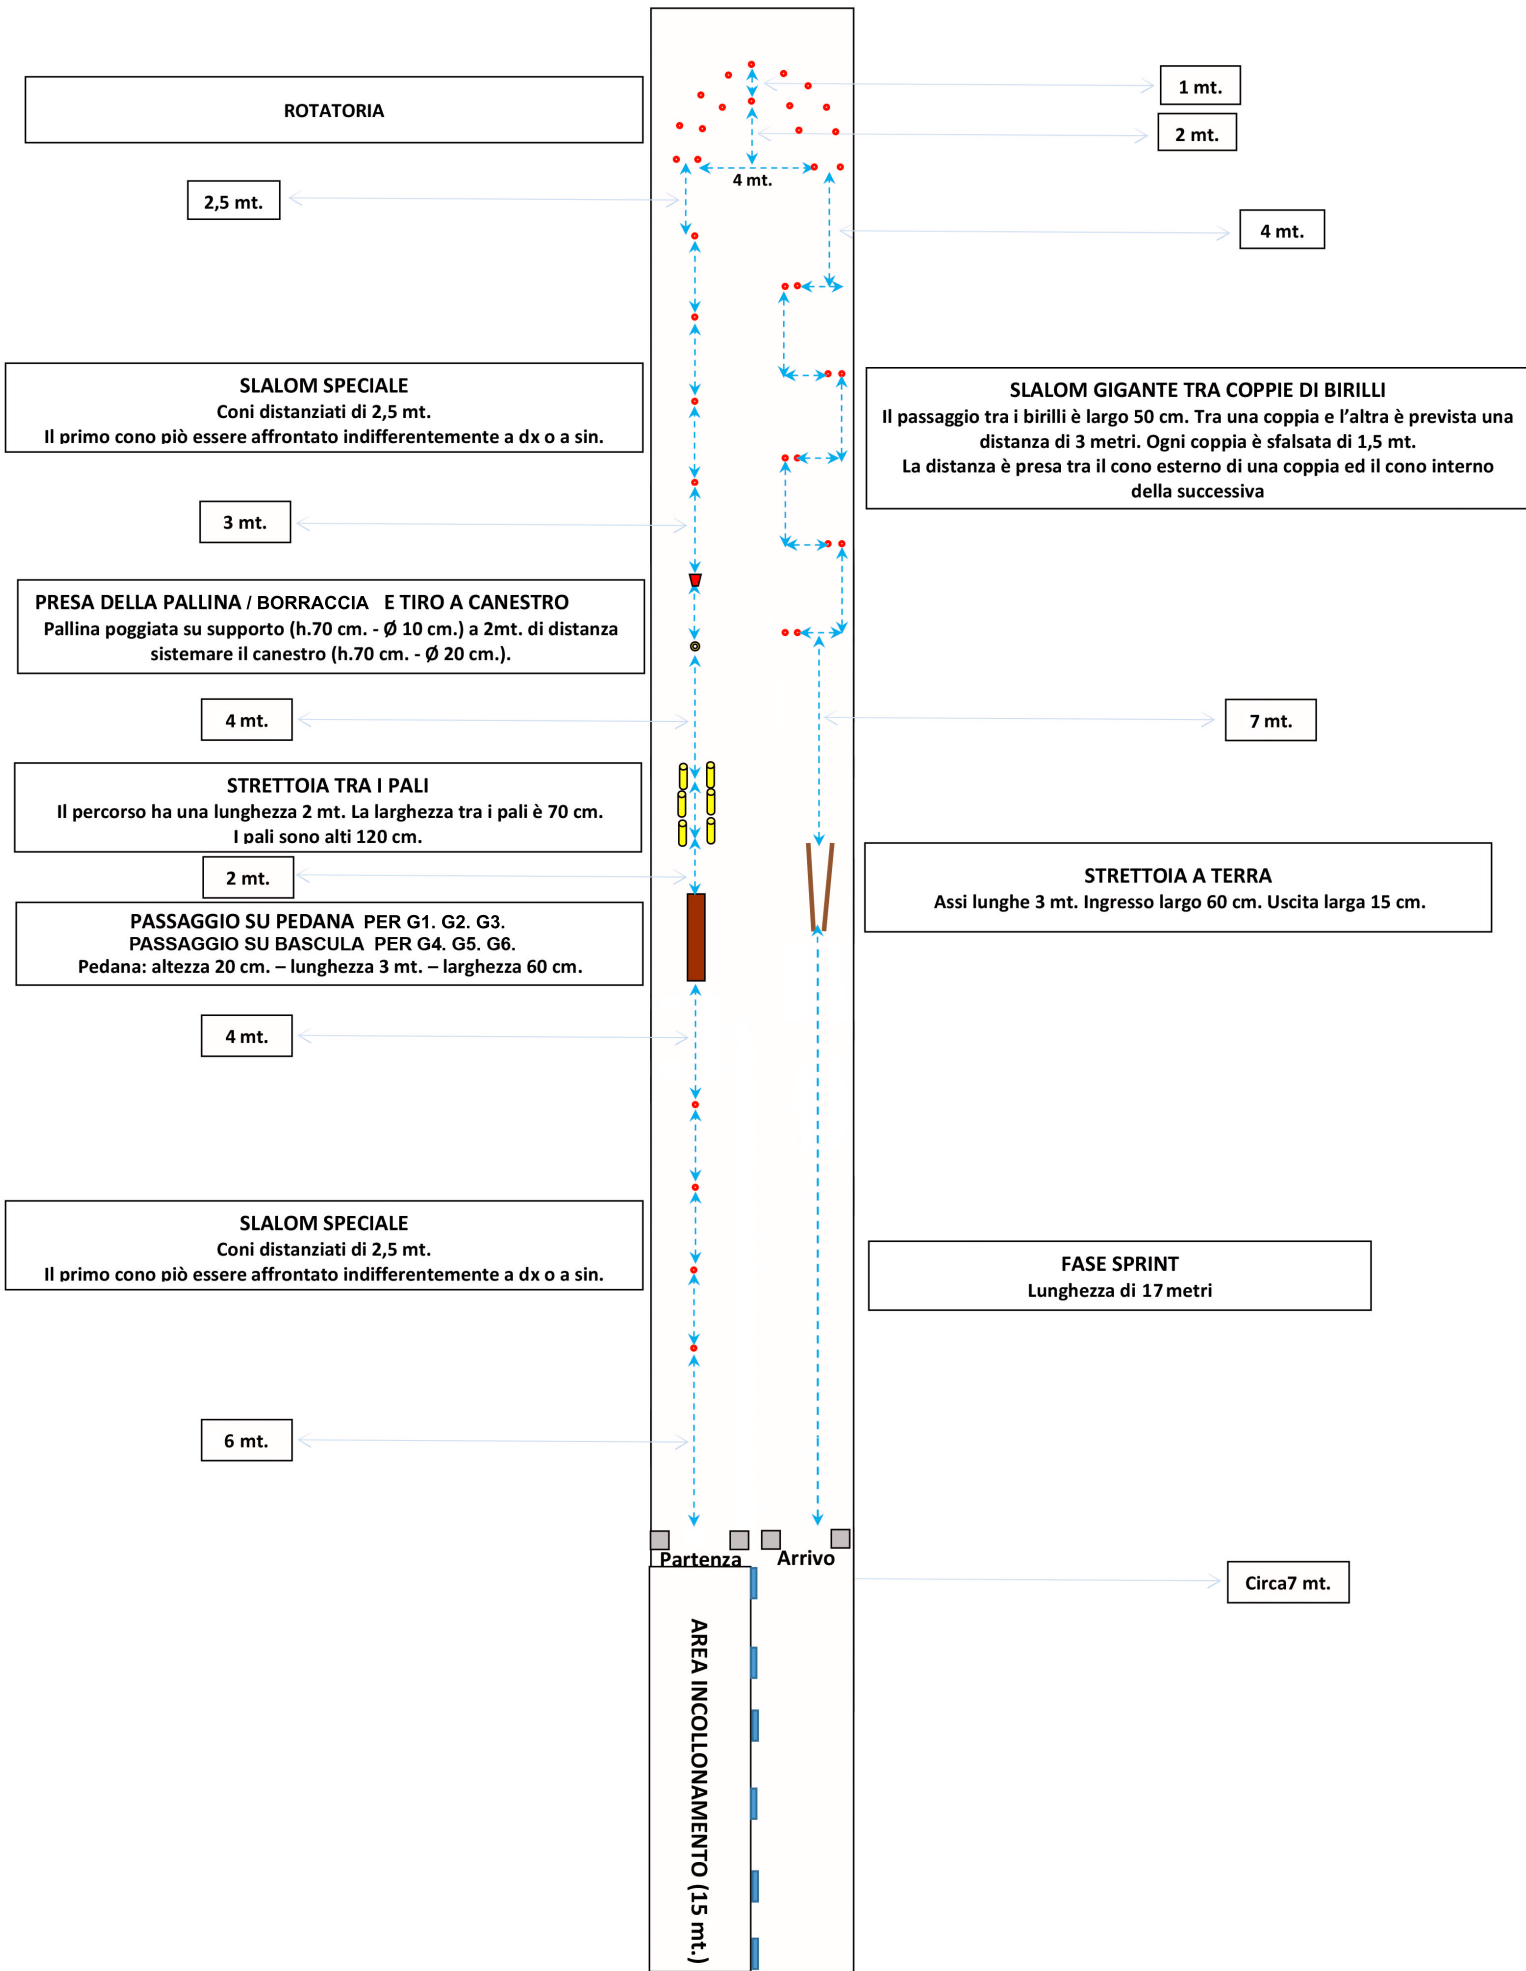 ROTATORIA
1 mt.
2 mt.
4 mt.
2,5 mt.
4 mt.
SLALOM SPECIALE
Coni distanziati di 2,5 mt.
Il primo cono piò essere affrontato indifferentemente a dx o a sin.
SLALOM GIGANTE TRA COPPIE DI BIRILLI
Il passaggio tra i birilli è largo 50 cm. Tra una coppia e l’altra è prevista una
distanza di 3 metri. Ogni coppia è sfalsata di 1,5 mt.
La distanza è presa tra il cono esterno di una coppia ed il cono interno
della successiva
3 mt.
PRESA DELLA PALLINA / BORRACCIA E TIRO A CANESTRO
Pallina poggiata su supporto (h.70 cm. - Ø 10 cm.) a 2mt. di distanza
sistemare il canestro (h.70 cm. - Ø 20 cm.).
4 mt.
7 mt.
STRETTOIA TRA I PALI
Il percorso ha una lunghezza 2 mt. La larghezza tra i pali è 70 cm.
I pali sono alti 120 cm.
2 mt.
STRETTOIA A TERRA
Assi lunghe 3 mt. Ingresso largo 60 cm. Uscita larga 15 cm.
PASSAGGIO SU PEDANA PER G1. G2. G3.
PASSAGGIO SU BASCULA PER G4. G5. G6.
Pedana: altezza 20 cm. – lunghezza 3 mt. – larghezza 60 cm.
4 mt.
SLALOM SPECIALE
Coni distanziati di 2,5 mt.
Il primo cono piò essere affrontato indifferentemente a dx o a sin.
FASE SPRINT
Lunghezza di 17 metri
6 mt.
Partenza
Arrivo
Circa7 mt.
AREA INCOLLONAMENTO (15 mt.)